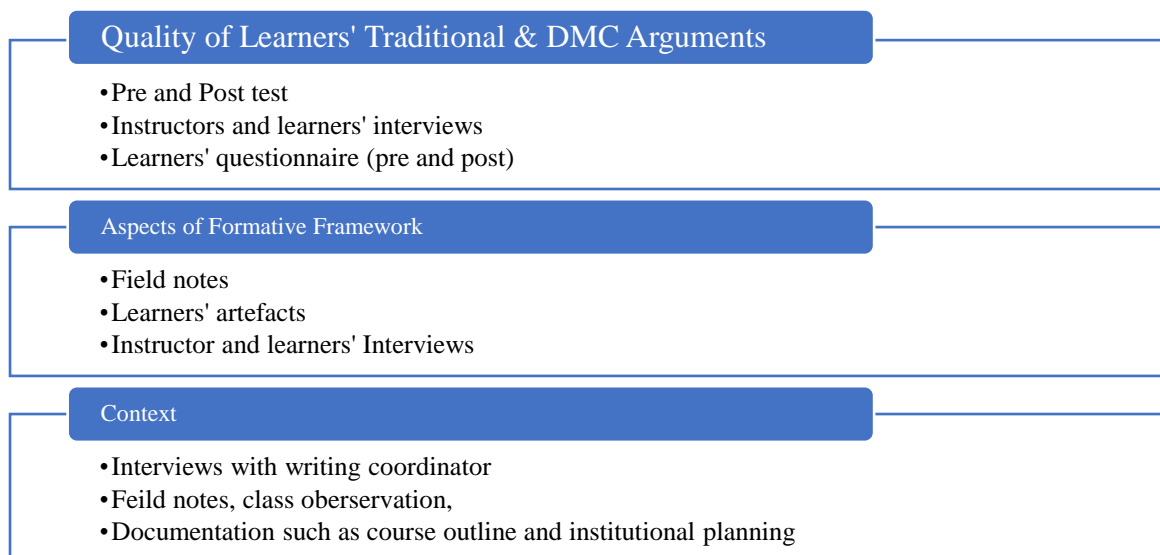 Quality of Learners' Traditional & DMC Arguments
•Pre and Post test
•Instructors and learners' interviews
•Learners' questionnaire (pre and post)
Aspects of Formative Framework
•Field notes
•Learners' artefacts
•Instructor and learners' Interviews
Context
•Interviews with writing coordinator
•Feild notes, class oberservation,
•Documentation such as course outline and institutional planning